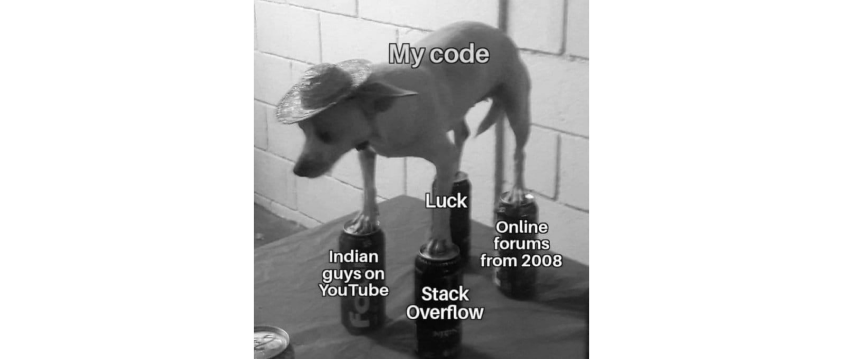 My code
Luck
Online
forums
from 2008
Indian
guys on
YouTube
Stack
Overflow